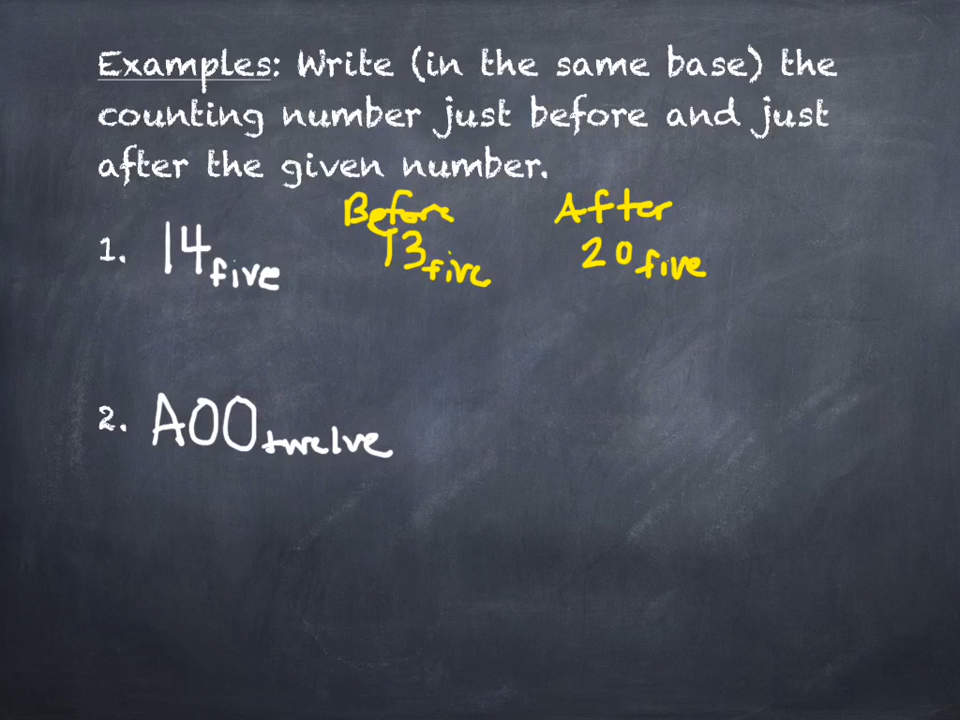 Examples: Write (in the same base) the
counting number just before and just
after the given number.
Before After
1. 14five 13five 20five
2. A00twelve